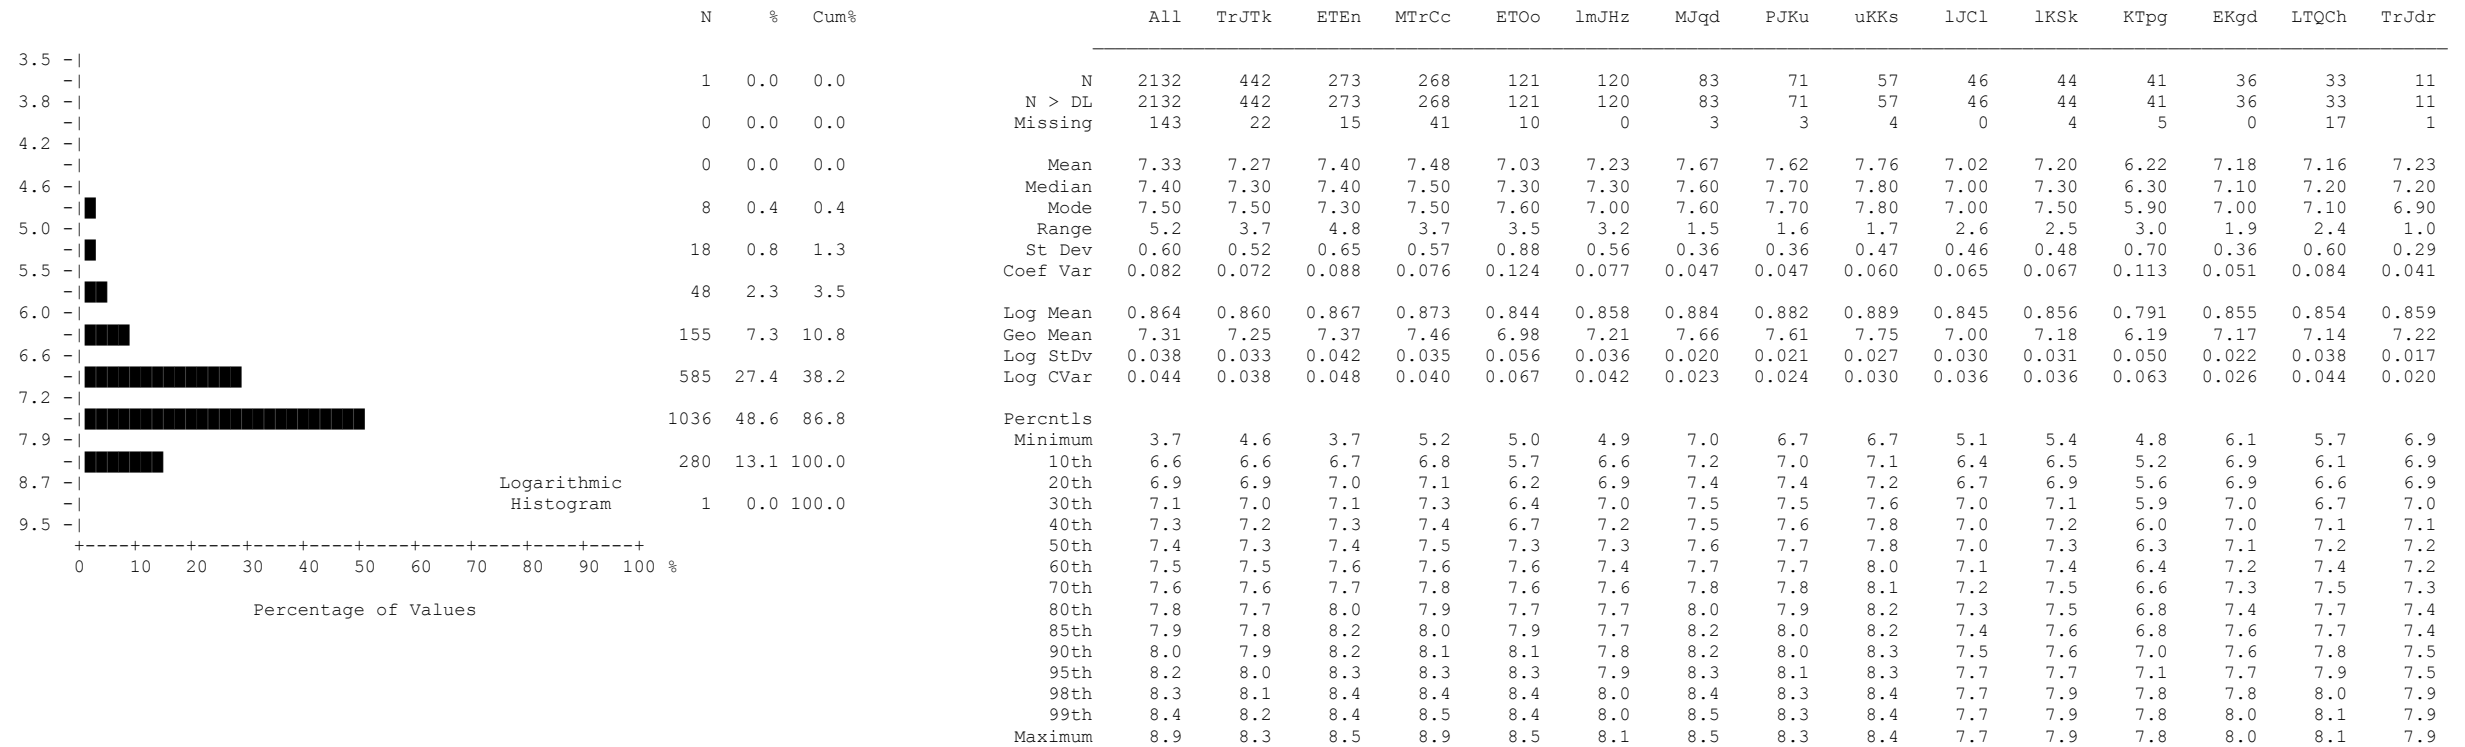 N % Cum% All TrJTk ETEn MTrCc ETOo lmJHz MJqd PJKu uKKs lJCl lKSk KTpg EKgd LTQCh TrJdr
3.5 -|
-| 1 0.0 0.0 N 2132 442 273 268 121 120 83 71 57 46 44 41 36 33 11
3.8 -| N > DL 2132 442 273 268 121 120 83 71 57 46 44 41 36 33 11
-| 0 0.0 0.0 Missing 143 22 15 41 10 0 3 3 4 0 4 5 0 17 1
4.2 -|
-| 0 0.0 0.0 Mean 7.33 7.27 7.40 7.48 7.03 7.23 7.67 7.62 7.76 7.02 7.20 6.22 7.18 7.16 7.23
4.6 -| Median 7.40 7.30 7.40 7.50 7.30 7.30 7.60 7.70 7.80 7.00 7.30 6.30 7.10 7.20 7.20
-| 8 0.4 0.4 Mode 7.50 7.50 7.30 7.50 7.60 7.00 7.60 7.70 7.80 7.00 7.50 5.90 7.00 7.10 6.90
5.0 -| Range 5.2 3.7 4.8 3.7 3.5 3.2 1.5 1.6 1.7 2.6 2.5 3.0 1.9 2.4 1.0
-| 18 0.8 1.3 St Dev 0.60 0.52 0.65 0.57 0.88 0.56 0.36 0.36 0.47 0.46 0.48 0.70 0.36 0.60 0.29
5.5 -| Coef Var 0.082 0.072 0.088 0.076 0.124 0.077 0.047 0.047 0.060 0.065 0.067 0.113 0.051 0.084 0.041
-| 48 2.3 3.5
6.0 -| Log Mean 0.864 0.860 0.867 0.873 0.844 0.858 0.884 0.882 0.889 0.845 0.856 0.791 0.855 0.854 0.859
-| 155 7.3 10.8 Geo Mean 7.31 7.25 7.37 7.46 6.98 7.21 7.66 7.61 7.75 7.00 7.18 6.19 7.17 7.14 7.22
6.6 -| Log StDv 0.038 0.033 0.042 0.035 0.056 0.036 0.020 0.021 0.027 0.030 0.031 0.050 0.022 0.038 0.017
-| 585 27.4 38.2 Log CVar 0.044 0.038 0.048 0.040 0.067 0.042 0.023 0.024 0.030 0.036 0.036 0.063 0.026 0.044 0.020
7.2 -|
-| 1036 48.6 86.8 Percntls
7.9 -| Minimum 3.7 4.6 3.7 5.2 5.0 4.9 7.0 6.7 6.7 5.1 5.4 4.8 6.1 5.7 6.9
-| 280 13.1 100.0 10th 6.6 6.6 6.7 6.8 5.7 6.6 7.2 7.0 7.1 6.4 6.5 5.2 6.9 6.1 6.9
8.7 -| Logarithmic 20th 6.9 6.9 7.0 7.1 6.2 6.9 7.4 7.4 7.2 6.7 6.9 5.6 6.9 6.6 6.9
-| Histogram 1 0.0 100.0 30th 7.1 7.0 7.1 7.3 6.4 7.0 7.5 7.5 7.6 7.0 7.1 5.9 7.0 6.7 7.0
9.5 -| 40th 7.3 7.2 7.3 7.4 6.7 7.2 7.5 7.6 7.8 7.0 7.2 6.0 7.0 7.1 7.1
+----+----+----+----+----+----+----+----+----+----+ 50th 7.4 7.3 7.4 7.5 7.3 7.3 7.6 7.7 7.8 7.0 7.3 6.3 7.1 7.2 7.2
0 10 20 30 40 50 60 70 80 90 100 % 60th 7.5 7.5 7.6 7.6 7.6 7.4 7.7 7.7 8.0 7.1 7.4 6.4 7.2 7.4 7.2
70th 7.6 7.6 7.7 7.8 7.6 7.6 7.8 7.8 8.1 7.2 7.5 6.6 7.3 7.5 7.3
Percentage of Values 80th 7.8 7.7 8.0 7.9 7.7 7.7 8.0 7.9 8.2 7.3 7.5 6.8 7.4 7.7 7.4
85th 7.9 7.8 8.2 8.0 7.9 7.7 8.2 8.0 8.2 7.4 7.6 6.8 7.6 7.7 7.4
90th 8.0 7.9 8.2 8.1 8.1 7.8 8.2 8.0 8.3 7.5 7.6 7.0 7.6 7.8 7.5
95th 8.2 8.0 8.3 8.3 8.3 7.9 8.3 8.1 8.3 7.7 7.7 7.1 7.7 7.9 7.5
98th 8.3 8.1 8.4 8.4 8.4 8.0 8.4 8.3 8.4 7.7 7.9 7.8 7.8 8.0 7.9
99th 8.4 8.2 8.4 8.5 8.4 8.0 8.5 8.3 8.4 7.7 7.9 7.8 8.0 8.1 7.9
Maximum 8.9 8.3 8.5 8.9 8.5 8.1 8.5 8.3 8.4 7.7 7.9 7.8 8.0 8.1 7.9